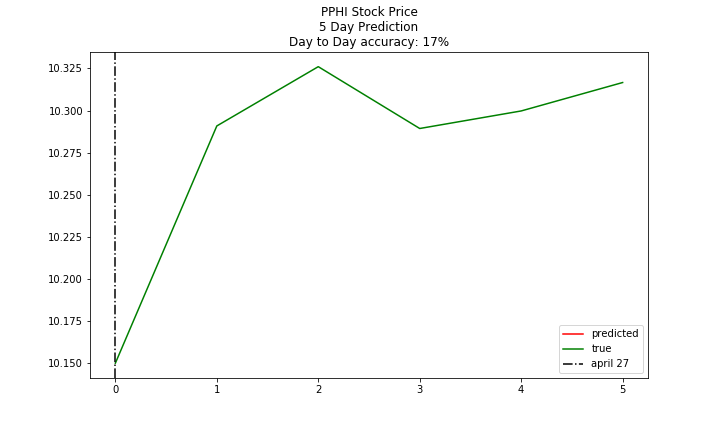 PPHI Stock Price
5 Day Prediction
Day to Day accuracy: 17%
10.325
10.300
10.275
10.250
10.225
10.200
10.175
10.150
predicted
true
april 27
0 1 2 3 4 5